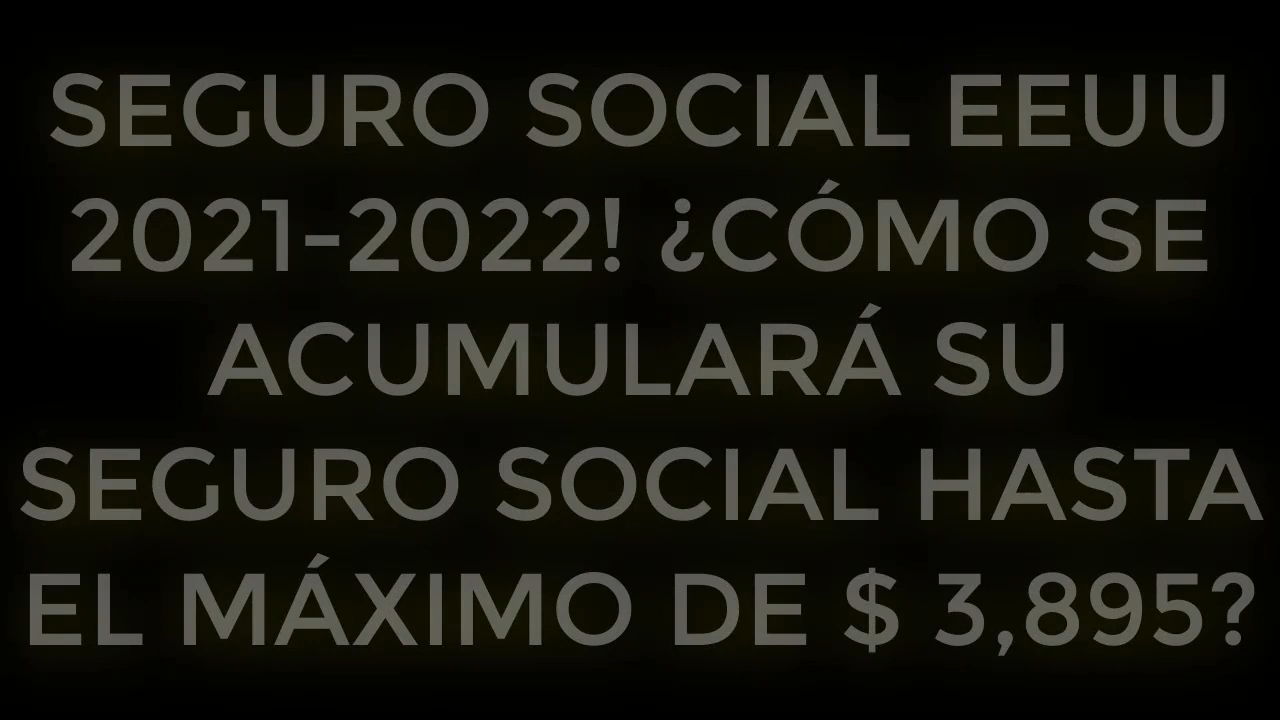 SEGURO SOCIAL EEUU
2021-2022! ¿CÓMO SE
ACUMULARÁ SU
SEGURO SOCIAL HASTA
EL MÁXIMO DE $ 3,895?